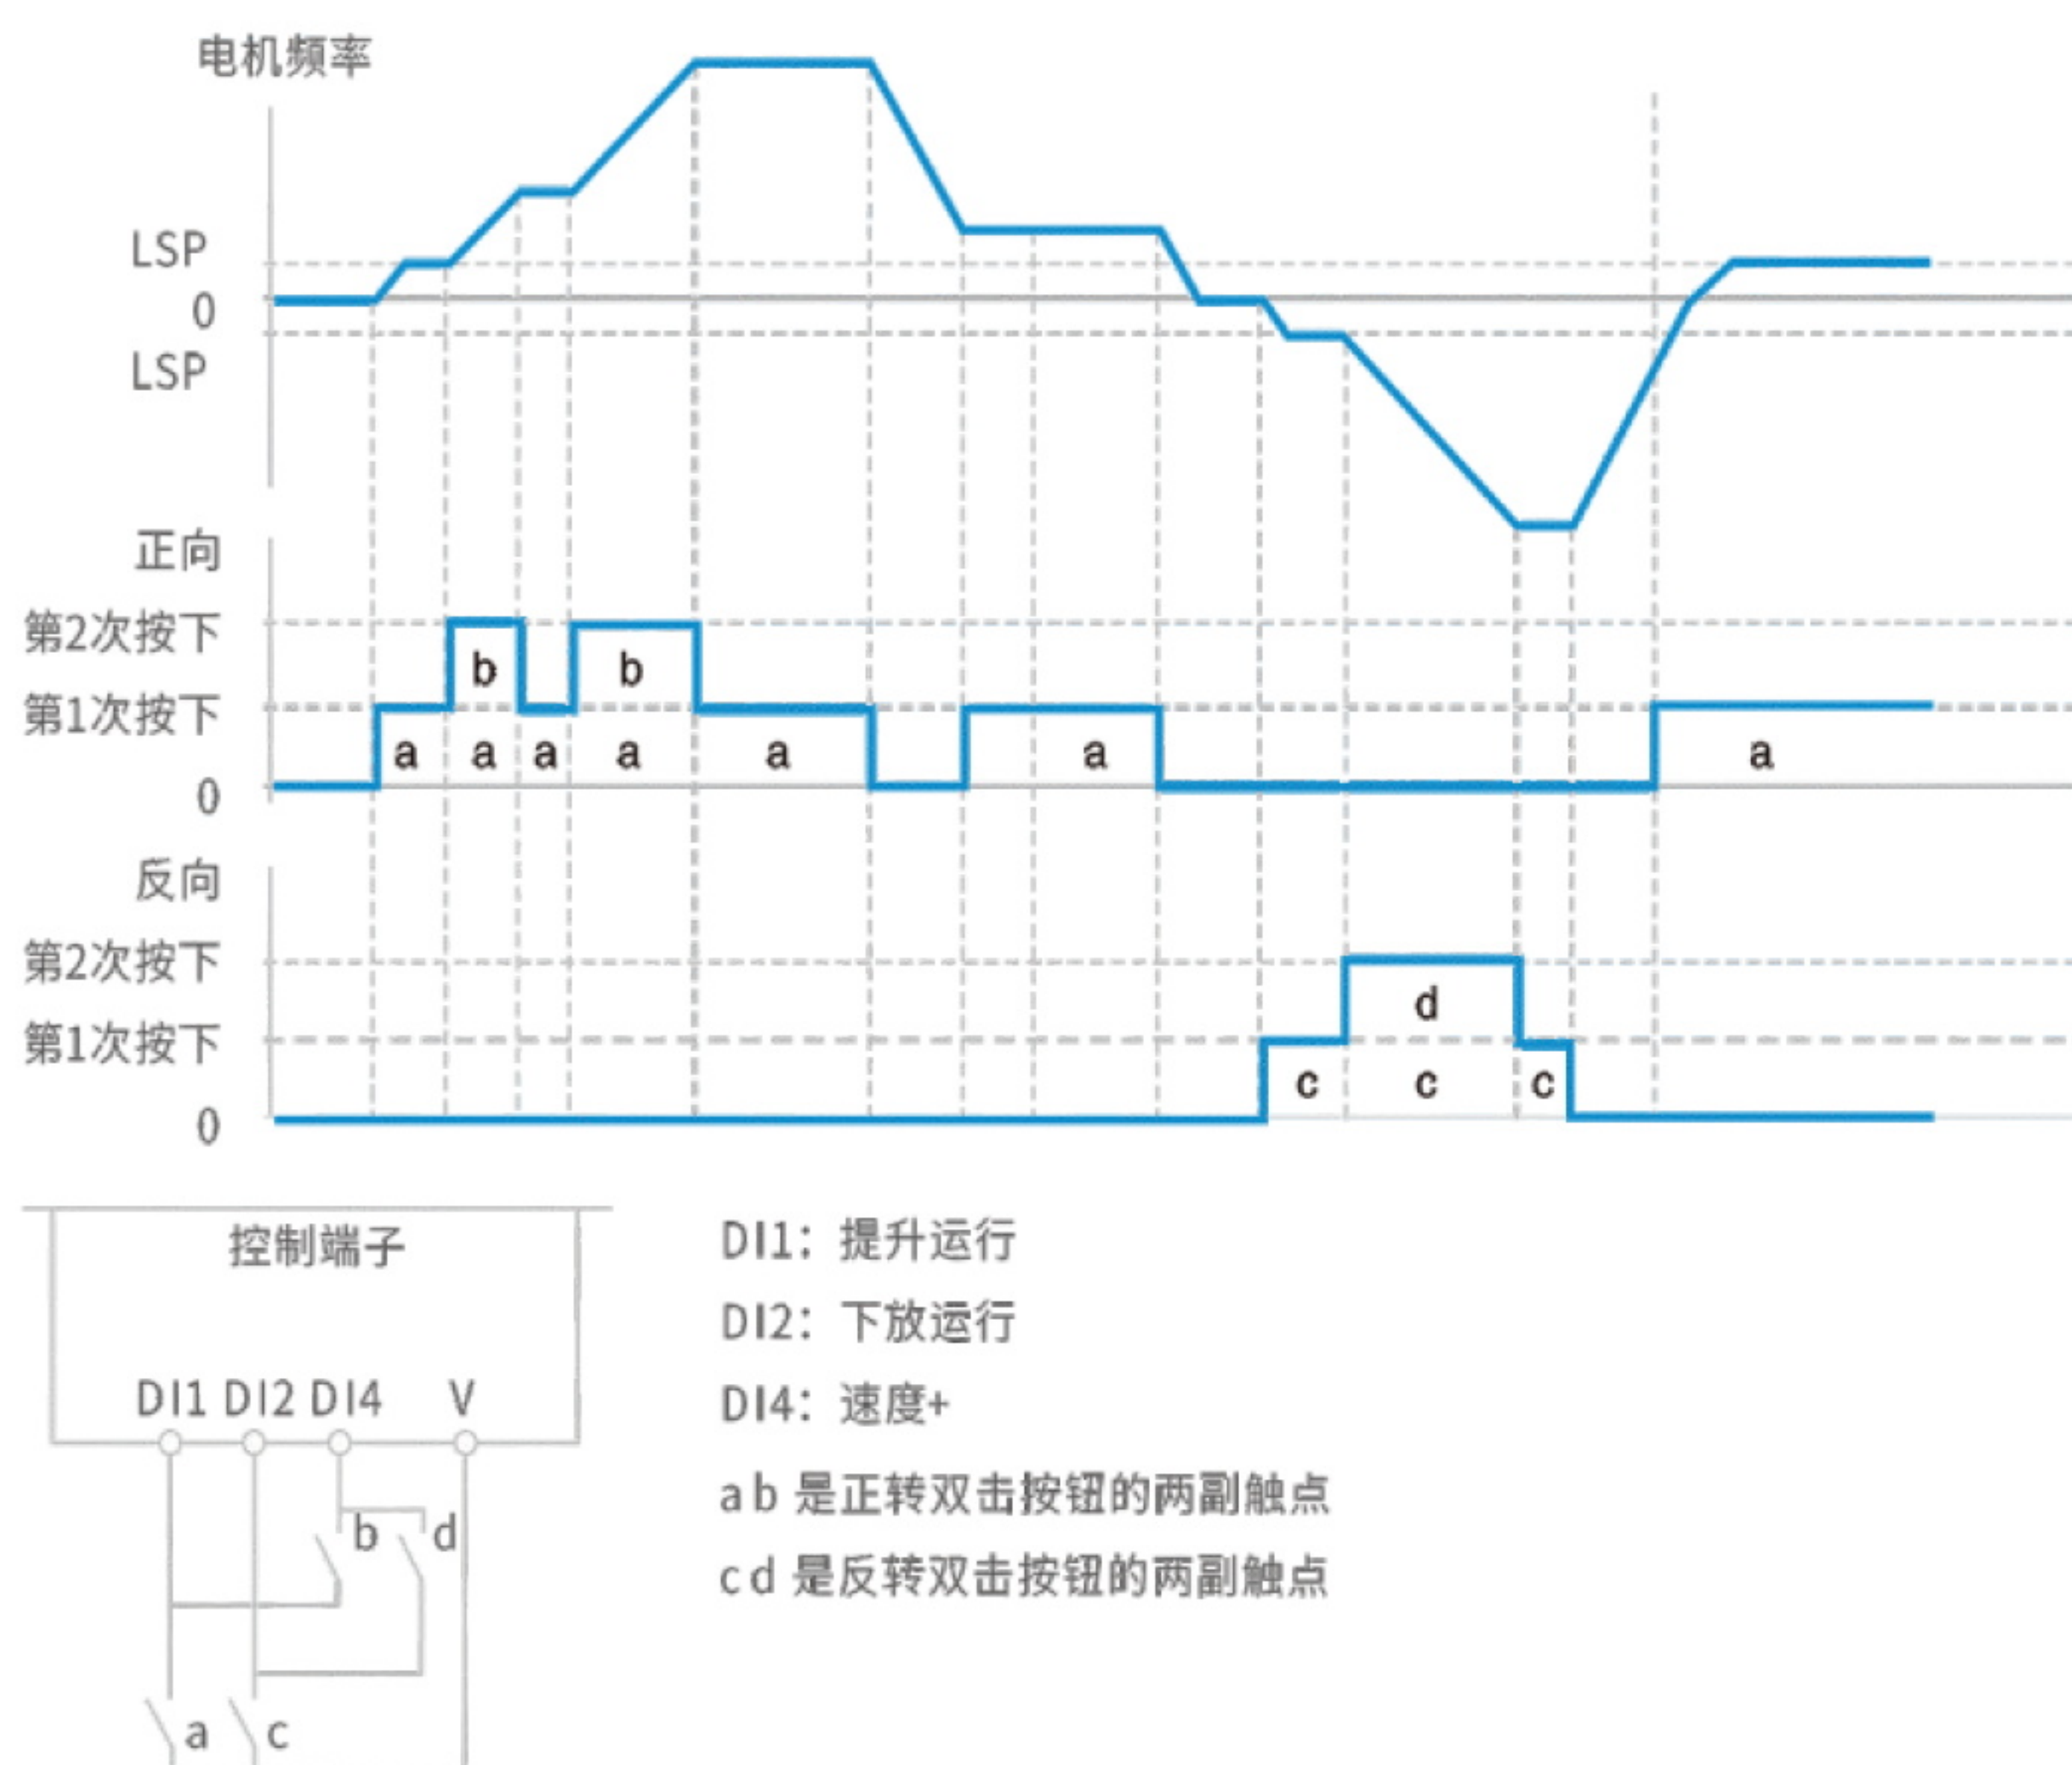 电机频率
LSP
0
LSP
正向
第2次按下
b b
第1次按下
a a a a a a a
0
反向
第2次按下
d
第1次按下
c c c
0
控制端子
DI1 DI2 DI4 V
b d
a c
DI1：提升运行
DI2：下放运行
DI4：速度+
a b 是正转双击按钮的两副触点
c d 是反转双击按钮的两副触点